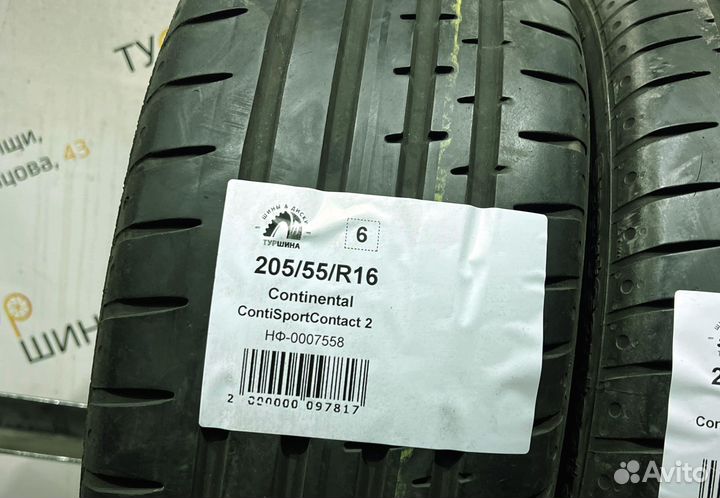 ТУ
щи,
цова, 43
ШИН
ШИНЫ & ДИСКИ
ТУРШИНА
6
205/55/R16
Continental
ContiSportContact 2
НФ-0007558
2 000000 097817
2
Con
Avito